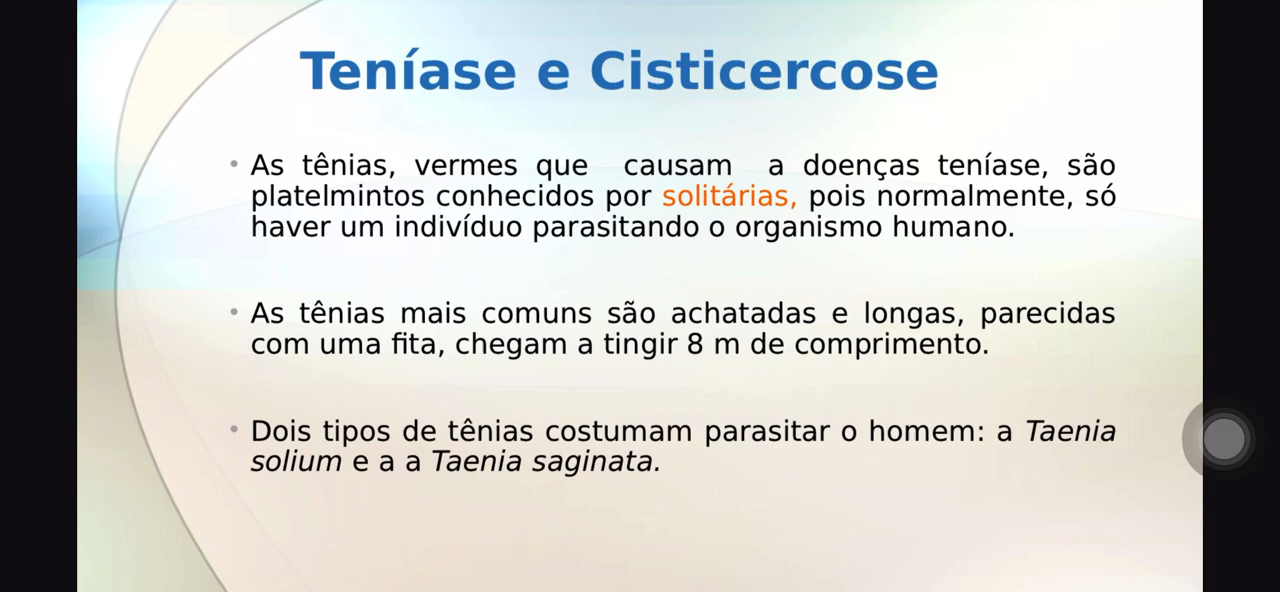 Teníase e Cisticercose
• As tênias, vermes que causam a doenças teníase, são
platelmintos conhecidos por solitárias, pois normalmente, só
haver um indivíduo parasitando o organismo humano.
• As tênias mais comuns são achatadas e longas, parecidas
com uma fita, chegam a tingir 8 m de comprimento.
• Dois tipos de tênias costumam parasitar o homem: a Taenia
solium e a a Taenia saginata.